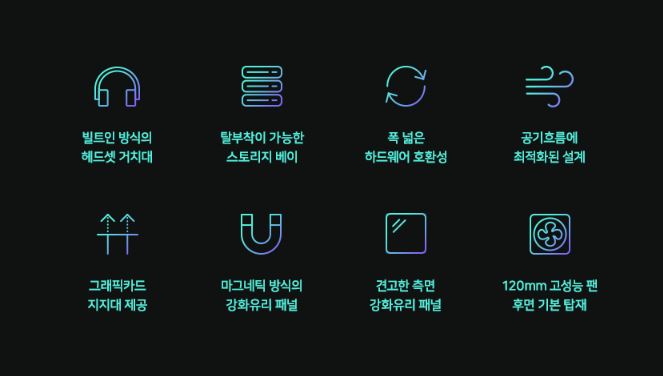 빌트인 방식의
헤드셋 거치대
탈부착이 가능한
스토리지 베이
폭 넓은
하드웨어 호환성
공기흐름에
최적화된 설계
그래픽카드
지지대 제공
마그네틱 방식의
강화유리 패널
견고한 측면
강화유리 패널
120mm 고성능 팬
후면 기본 탑재